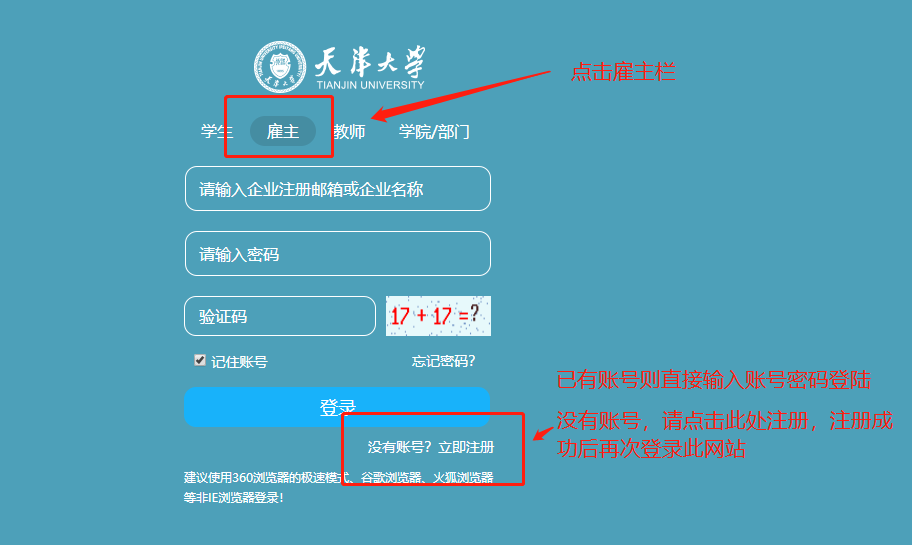 天津大学
TIANJIN UNIVERSITY
点击雇主栏
学生 雇主 教师 学院/部门
请输入企业注册邮箱或企业名称
请输入密码
验证码 17 + 17 =?
记住账号 忘记密码?
已有账号则直接输入账号密码登陆
登录
没有账号，请点击此处注册，注册成
功后再次登录此网站
没有账号? 立即注册
建议使用360浏览器的极速模式、谷歌浏览器、火狐浏览器
等非IE浏览器登录!